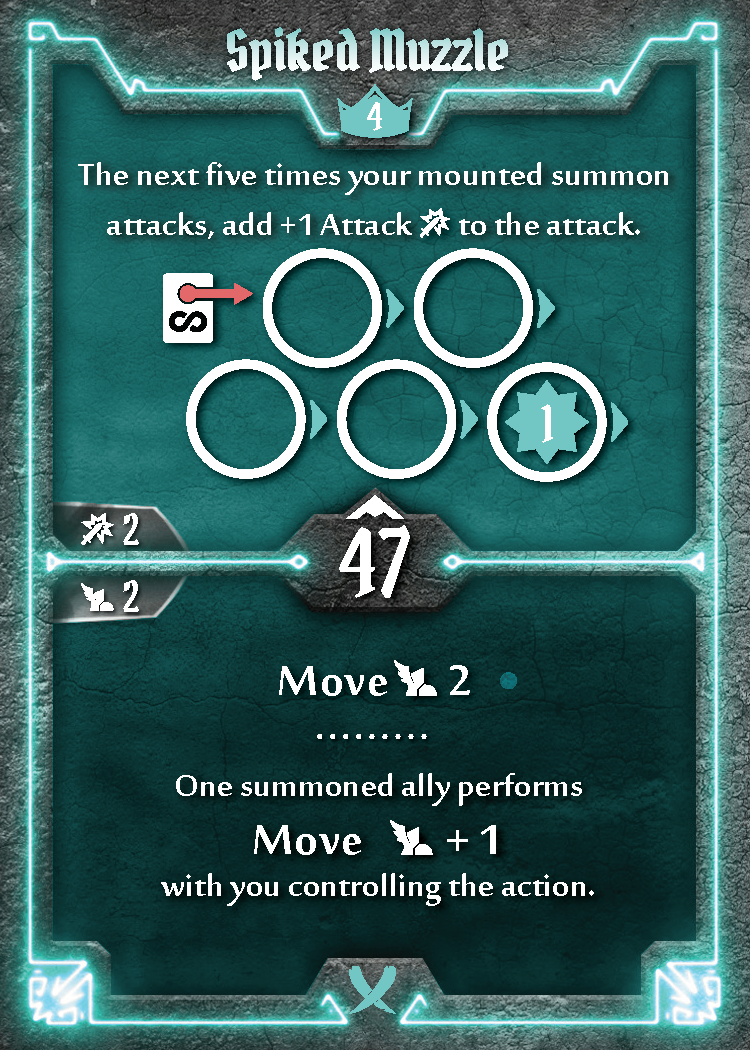 Spiked Muzzle
4
The next five times your mounted summon
attacks, add +1 Attack to the attack.
S
1
2
47
2
Move 2
One summoned ally performs
Move + 1
with you controlling the action.